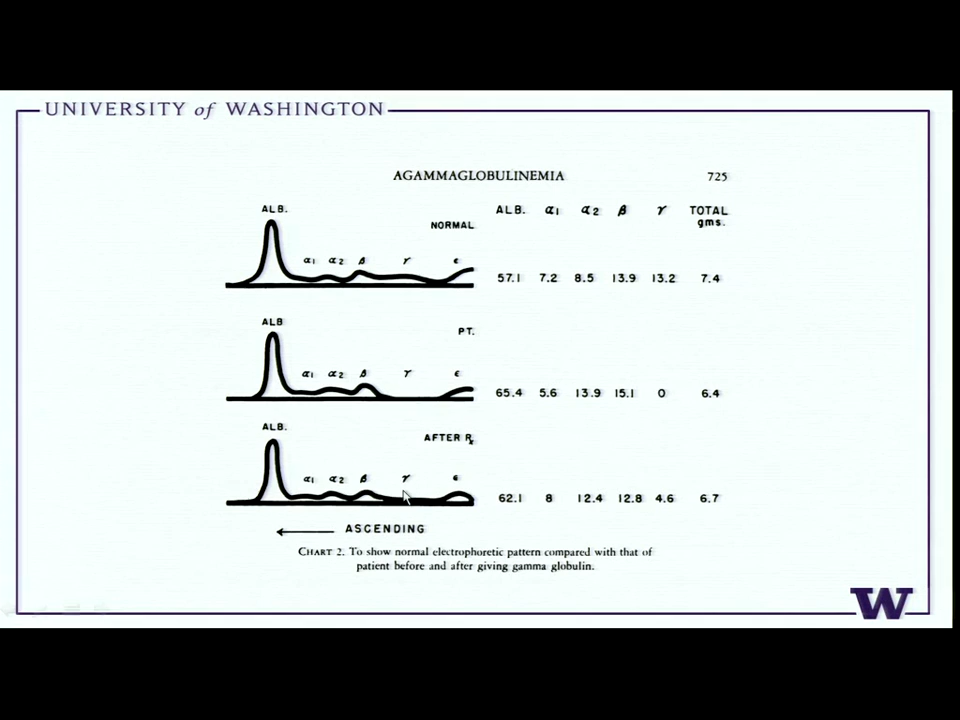 UNIVERSITY of WASHINGTON
AGAMMAGLOBULINEMIA 725
ALB. α1 α2 β γ TOTAL gms.
ALB. α1 α2 β γ ε NORMAL
57.1 7.2 8.5 13.9 13.2 7.4
ALB α1 α2 β γ ε PT.
65.4 5.6 13.9 15.1 0 6.4
ALB. α1 α2 β γ ε AFTER ℞
62.1 8 12.4 12.8 4.6 6.7
ASCENDING
CHART 2. To show normal electrophoretic pattern compared with that of
patient before and after giving gamma globulin.
W